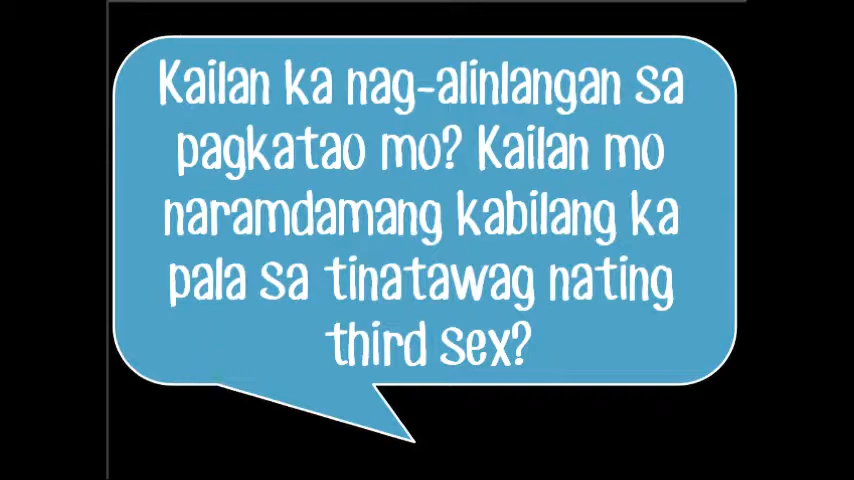 Kailan ka nag-alinlangan sa
pagkatao mo? Kailan mo
naramdamang kabilang ka
pala sa tinatawag nating
third sex?